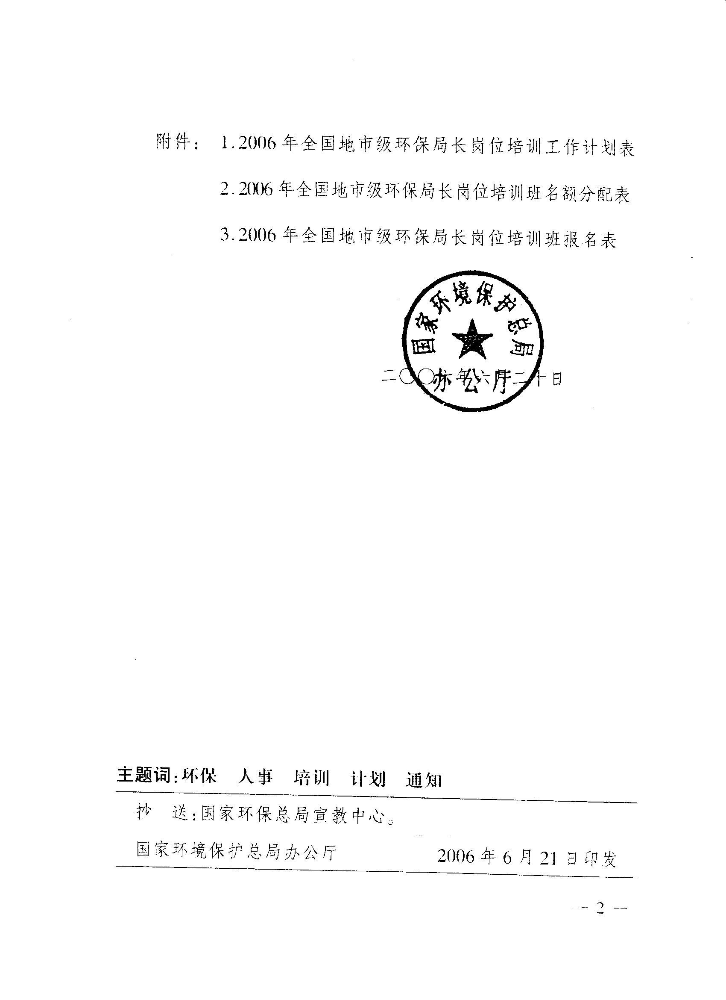 附件： 1.2006年全国地市级环保局长岗位培训工作计划表
2.2006年全国地市级环保局长岗位培训班名额分配表
3.2006年全国地市级环保局长岗位培训班报名表
国家环境保护总局
办公厅
二〇〇六年六月二十日
主题词:环保 人事 培训 计划 通知
抄 送:国家环保总局宣教中心。
国家环境保护总局办公厅 2006年6月21日印发
— 2 —